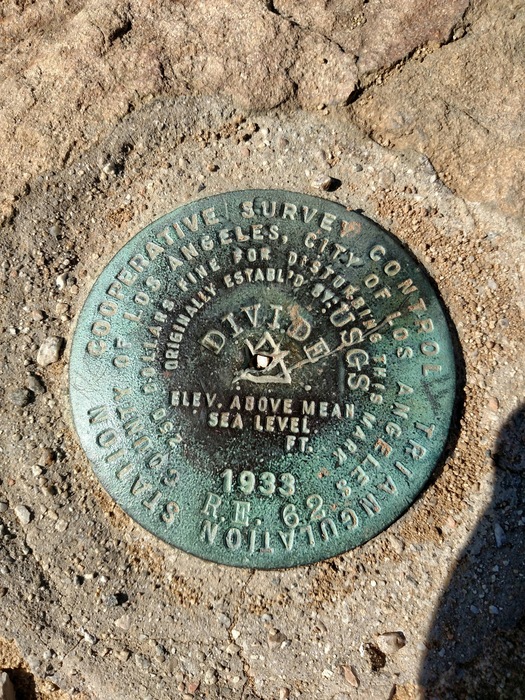 COOPERATIVE SURVEY CONTROL TRIANGULATION STATION
COUNTY OF LOS ANGELES, CITY OF LOS ANGELES
250 DOLLARS FINE FOR DISTURBING THIS MARK
ORIGINALLY ESTABL'D BY: USGS
DIVIDE
ELEV. ABOVE MEAN
SEA LEVEL
FT.
1933
R.E. 62